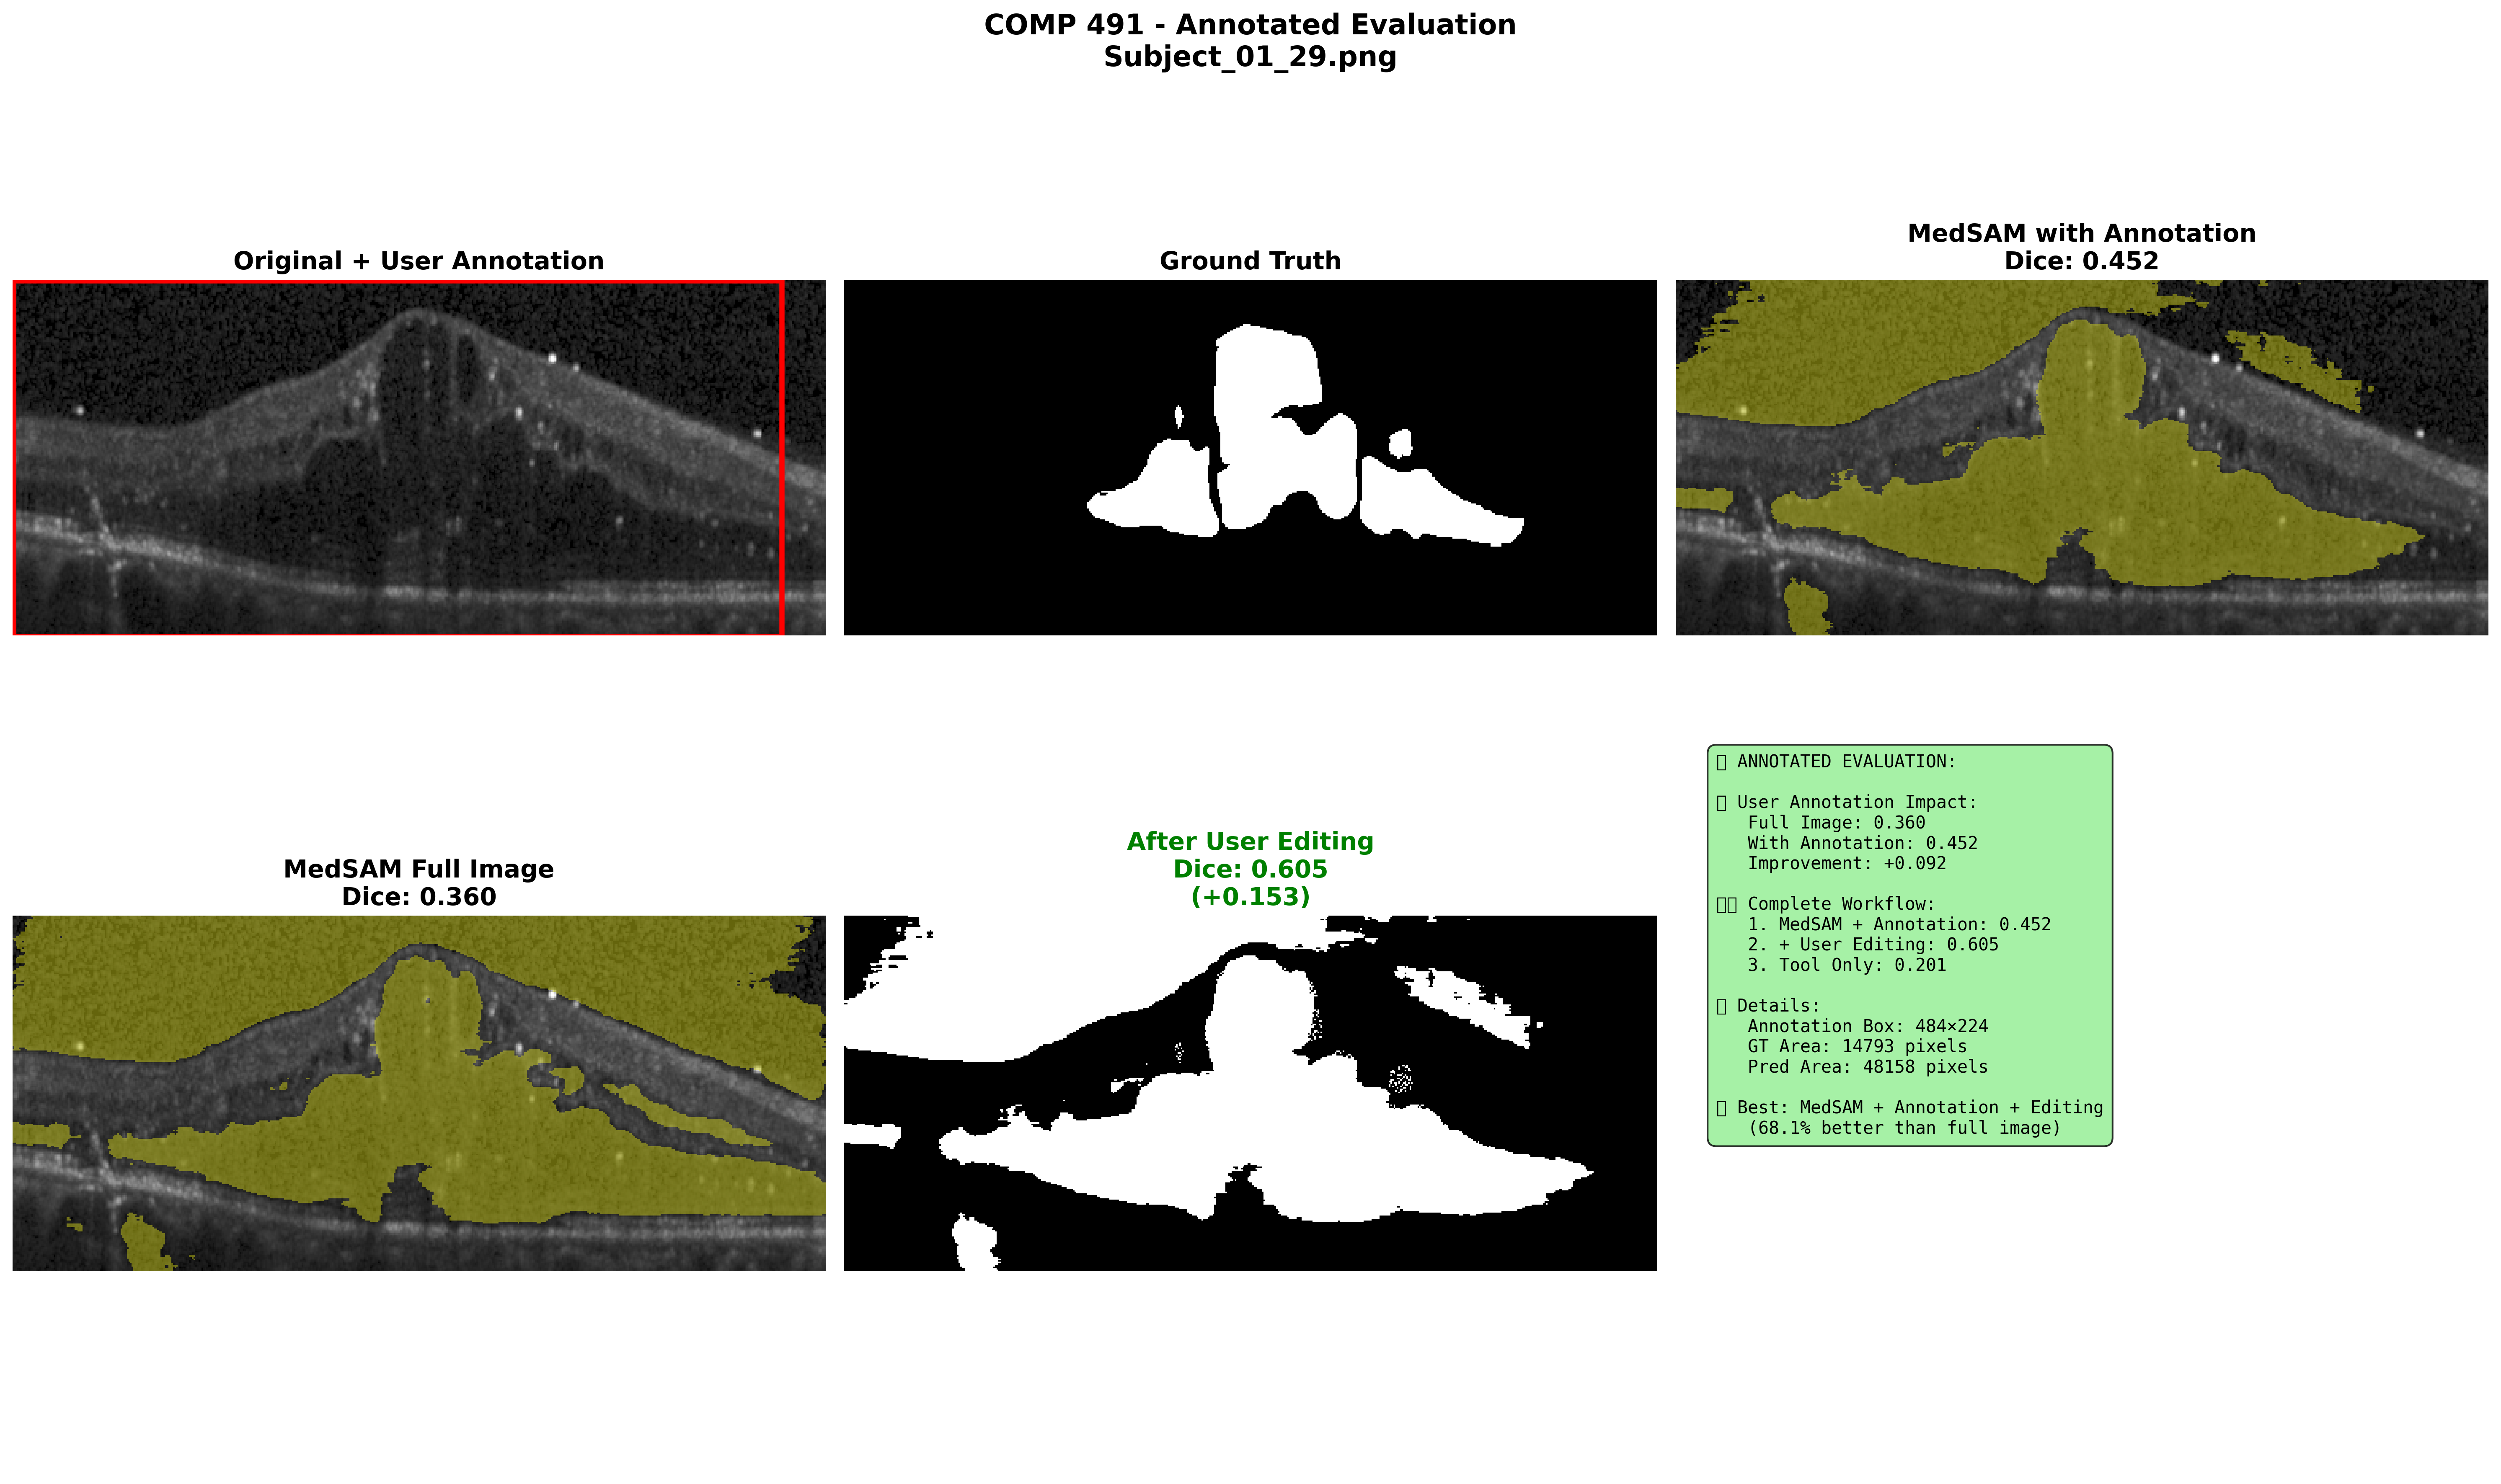 COMP 491 - Annotated Evaluation
Subject_01_29.png
Original + User Annotation
Ground Truth
MedSAM with Annotation
Dice: 0.452
MedSAM Full Image
Dice: 0.360
After User Editing
Dice: 0.605
(+0.153)
ANNOTATED EVALUATION:
User Annotation Impact:
Full Image: 0.360
With Annotation: 0.452
Improvement: +0.092
Complete Workflow:
1. MedSAM + Annotation: 0.452
2. + User Editing: 0.605
3. Tool Only: 0.201
Details:
Annotation Box: 484×224
GT Area: 14793 pixels
Pred Area: 48158 pixels
Best: MedSAM + Annotation + Editing
(68.1% better than full image)